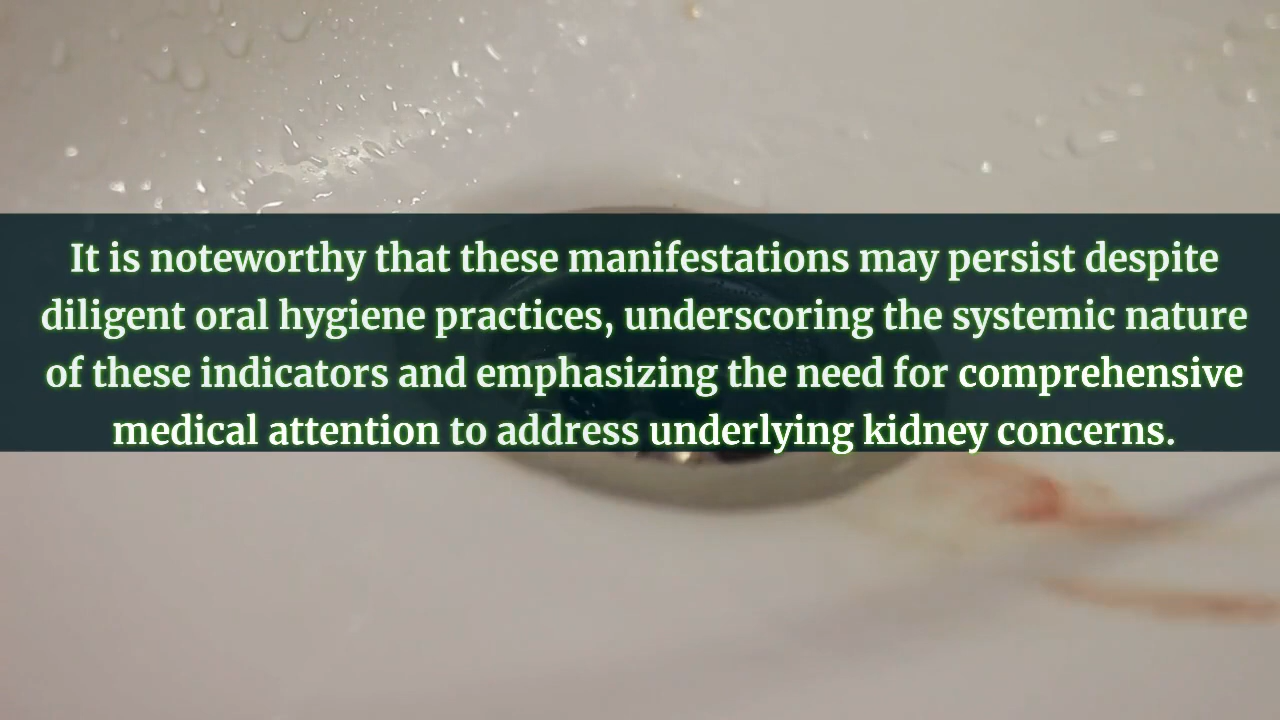 It is noteworthy that these manifestations may persist despite
diligent oral hygiene practices, underscoring the systemic nature
of these indicators and emphasizing the need for comprehensive
medical attention to address underlying kidney concerns.